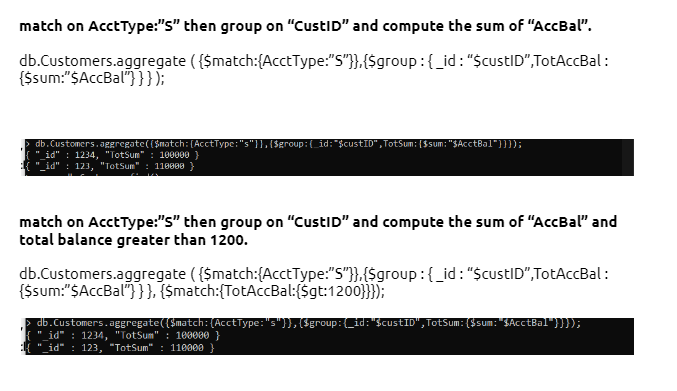 match on AcctType:”S” then group on “CustID” and compute the sum of “AccBal”.
db.Customers.aggregate ( {$match:{AcctType:”S”}},{$group : { _id : “$custID”,TotAccBal :
{$sum:”$AccBal”} } } );
> db.Customers.aggregate({$match:{AcctType:"s"}},{$group:{_id:"$custID",TotSum:{$sum:"$AcctBal"}}});
{ "_id" : 1234, "TotSum" : 100000 }
{ "_id" : 123, "TotSum" : 110000 }
match on AcctType:”S” then group on “CustID” and compute the sum of “AccBal” and
total balance greater than 1200.
db.Customers.aggregate ( {$match:{AcctType:”S”}},{$group : { _id : “$custID”,TotAccBal :
{$sum:”$AccBal”} } }, {$match:{TotAccBal:{$gt:1200}}});
> db.Customers.aggregate({$match:{AcctType:"s"}},{$group:{_id:"$custID",TotSum:{$sum:"$AcctBal"}}});
{ "_id" : 1234, "TotSum" : 100000 }
{ "_id" : 123, "TotSum" : 110000 }